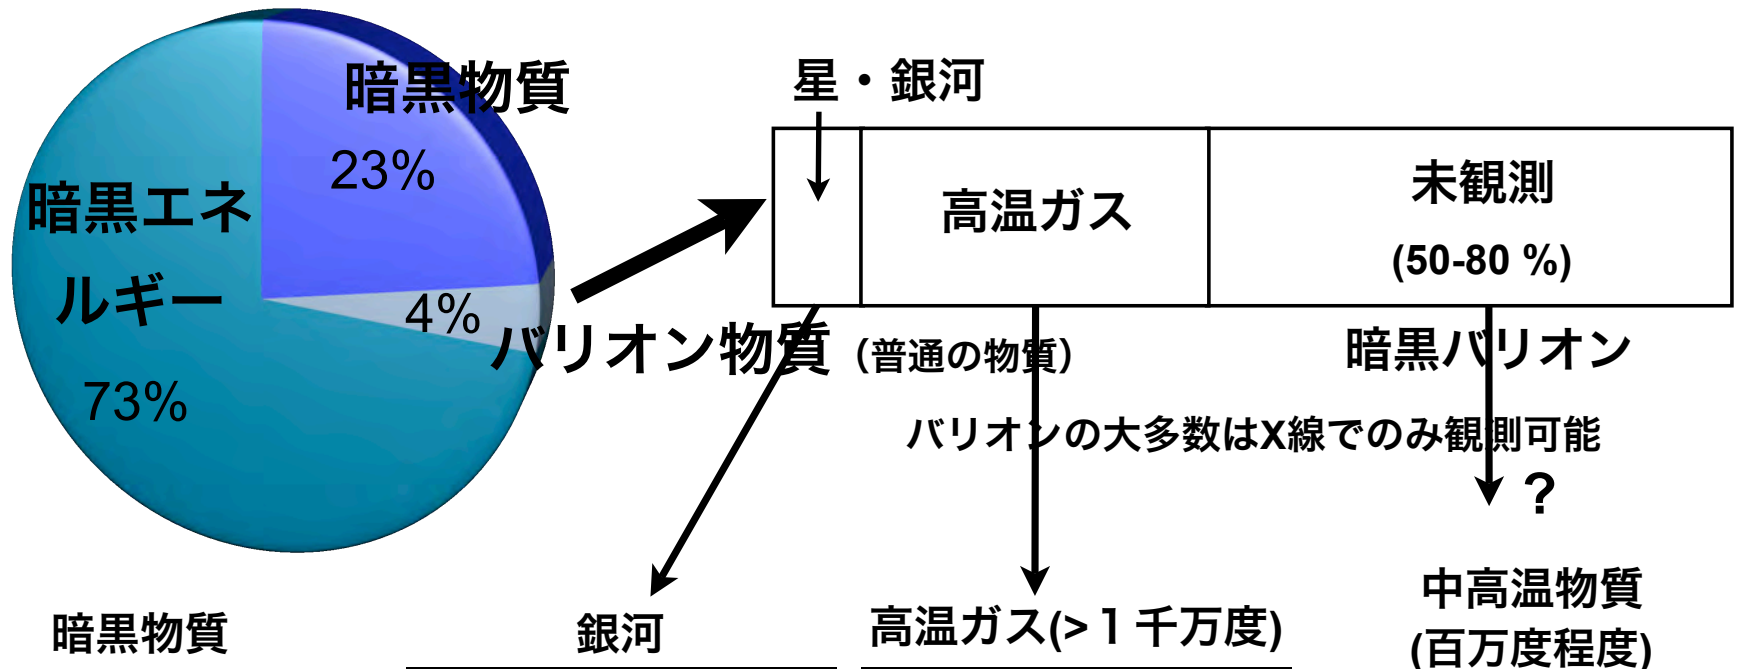 暗黒物質
23%
暗黒エネ
ルギー
73%
4%
バリオン物質（普通の物質）
星・銀河
高温ガス
未観測
(50-80 %)
暗黒バリオン
バリオンの大多数はX線でのみ観測可能
？
暗黒物質
銀河
高温ガス(>１千万度)
中高温物質
(百万度程度)